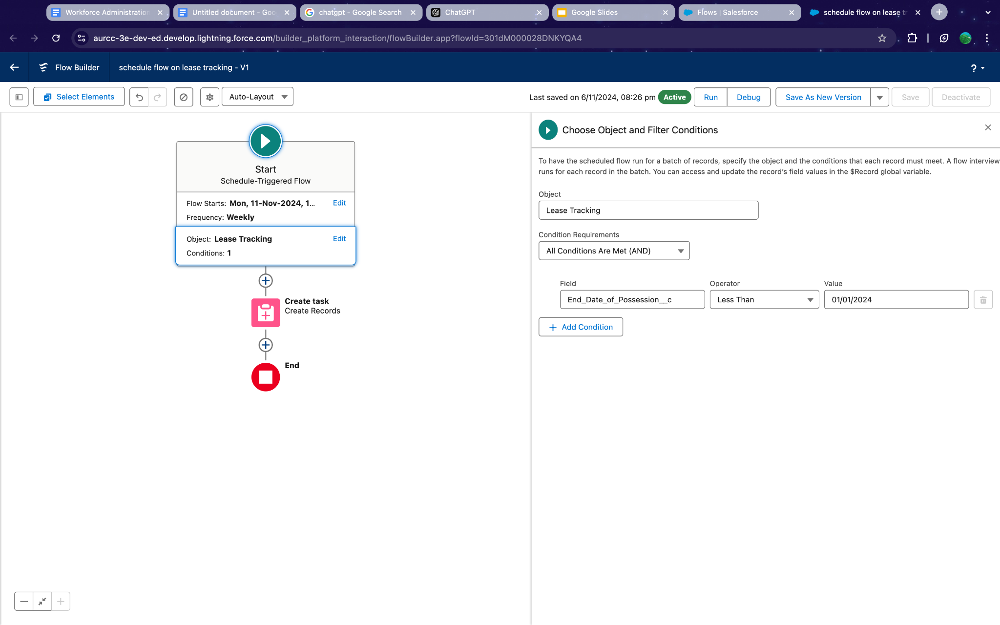 Workforce Administration
Untitled document - Goo
chatgpt - Google Search
ChatGPT
Google Slides
Flows | Salesforce
schedule flow on lease tr
aurcc-3e-dev-ed.develop.lightning.force.com/builder_platform_interaction/flowBuilder.app?flowId=301dM000028DNKYQA4
Flow Builder
schedule flow on lease tracking - V1
?
Select Elements
Auto-Layout
Last saved on 6/11/2024, 08:26 pm
Active
Run
Debug
Save As New Version
Save
Deactivate
Start
Schedule-Triggered Flow
Flow Starts: Mon, 11-Nov-2024, 1...
Edit
Frequency: Weekly
Object: Lease Tracking
Edit
Conditions: 1
Create task
Create Records
End
Choose Object and Filter Conditions
To have the scheduled flow run for a batch of records, specify the object and the conditions that each record must meet. A flow interview
runs for each record in the batch. You can access and update the record's field values in the $Record global variable.
Object
Lease Tracking
Condition Requirements
All Conditions Are Met (AND)
Field
Operator
Value
End_Date_of_Possession__c
Less Than
01/01/2024
Add Condition